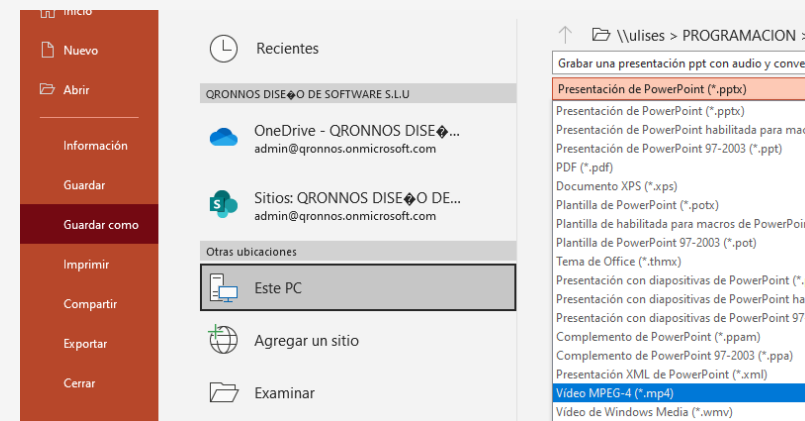 Inicio
Nuevo
Abrir
Información
Guardar
Guardar como
Imprimir
Compartir
Exportar
Cerrar
Recientes
QRONNOS DISE�O DE SOFTWARE S.L.U
OneDrive - QRONNOS DISE�...
admin@qronnos.onmicrosoft.com
Sitios: QRONNOS DISE�O DE...
admin@qronnos.onmicrosoft.com
Otras ubicaciones
Este PC
Agregar un sitio
Examinar
\\ulises > PROGRAMACION >
Grabar una presentación ppt con audio y conve
Presentación de PowerPoint (*.pptx)
Presentación de PowerPoint (*.pptx)
Presentación de PowerPoint habilitada para mac
Presentación de PowerPoint 97-2003 (*.ppt)
PDF (*.pdf)
Documento XPS (*.xps)
Plantilla de PowerPoint (*.potx)
Plantilla de habilitada para macros de PowerPoin
Plantilla de PowerPoint 97-2003 (*.pot)
Tema de Office (*.thmx)
Presentación con diapositivas de PowerPoint (*.
Presentación con diapositivas de PowerPoint ha
Presentación con diapositivas de PowerPoint 97
Complemento de PowerPoint (*.ppam)
Complemento de PowerPoint 97-2003 (*.ppa)
Presentación XML de PowerPoint (*.xml)
Vídeo MPEG-4 (*.mp4)
Vídeo de Windows Media (*.wmv)